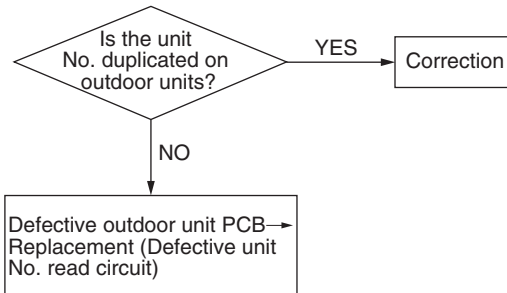 Is the unit
No. duplicated on
outdoor units?
YES
Correction
NO
Defective outdoor unit PCB→
Replacement (Defective unit
No. read circuit)